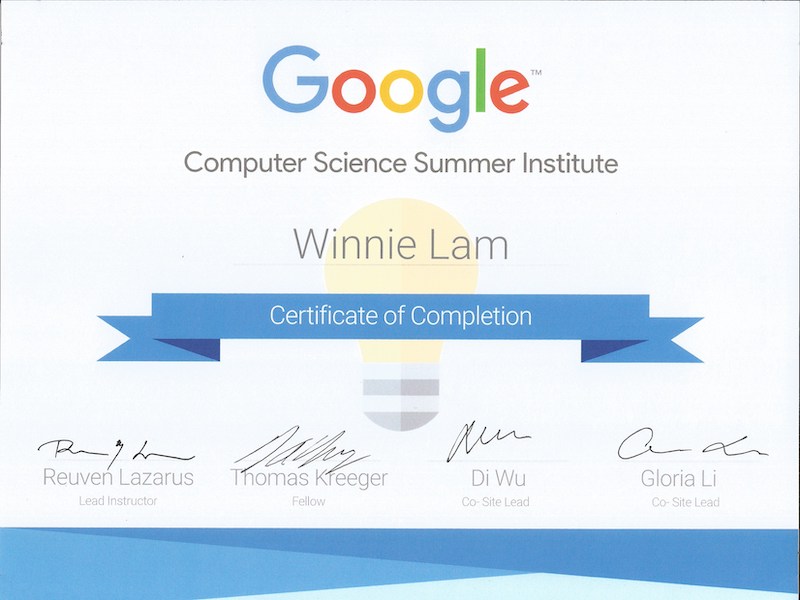 Google™
Computer Science Summer Institute
Winnie Lam
Certificate of Completion
Reuven Lazarus
Thomas Kreeger
Di Wu
Gloria Li
Lead Instructor
Fellow
Co- Site Lead
Co- Site Lead